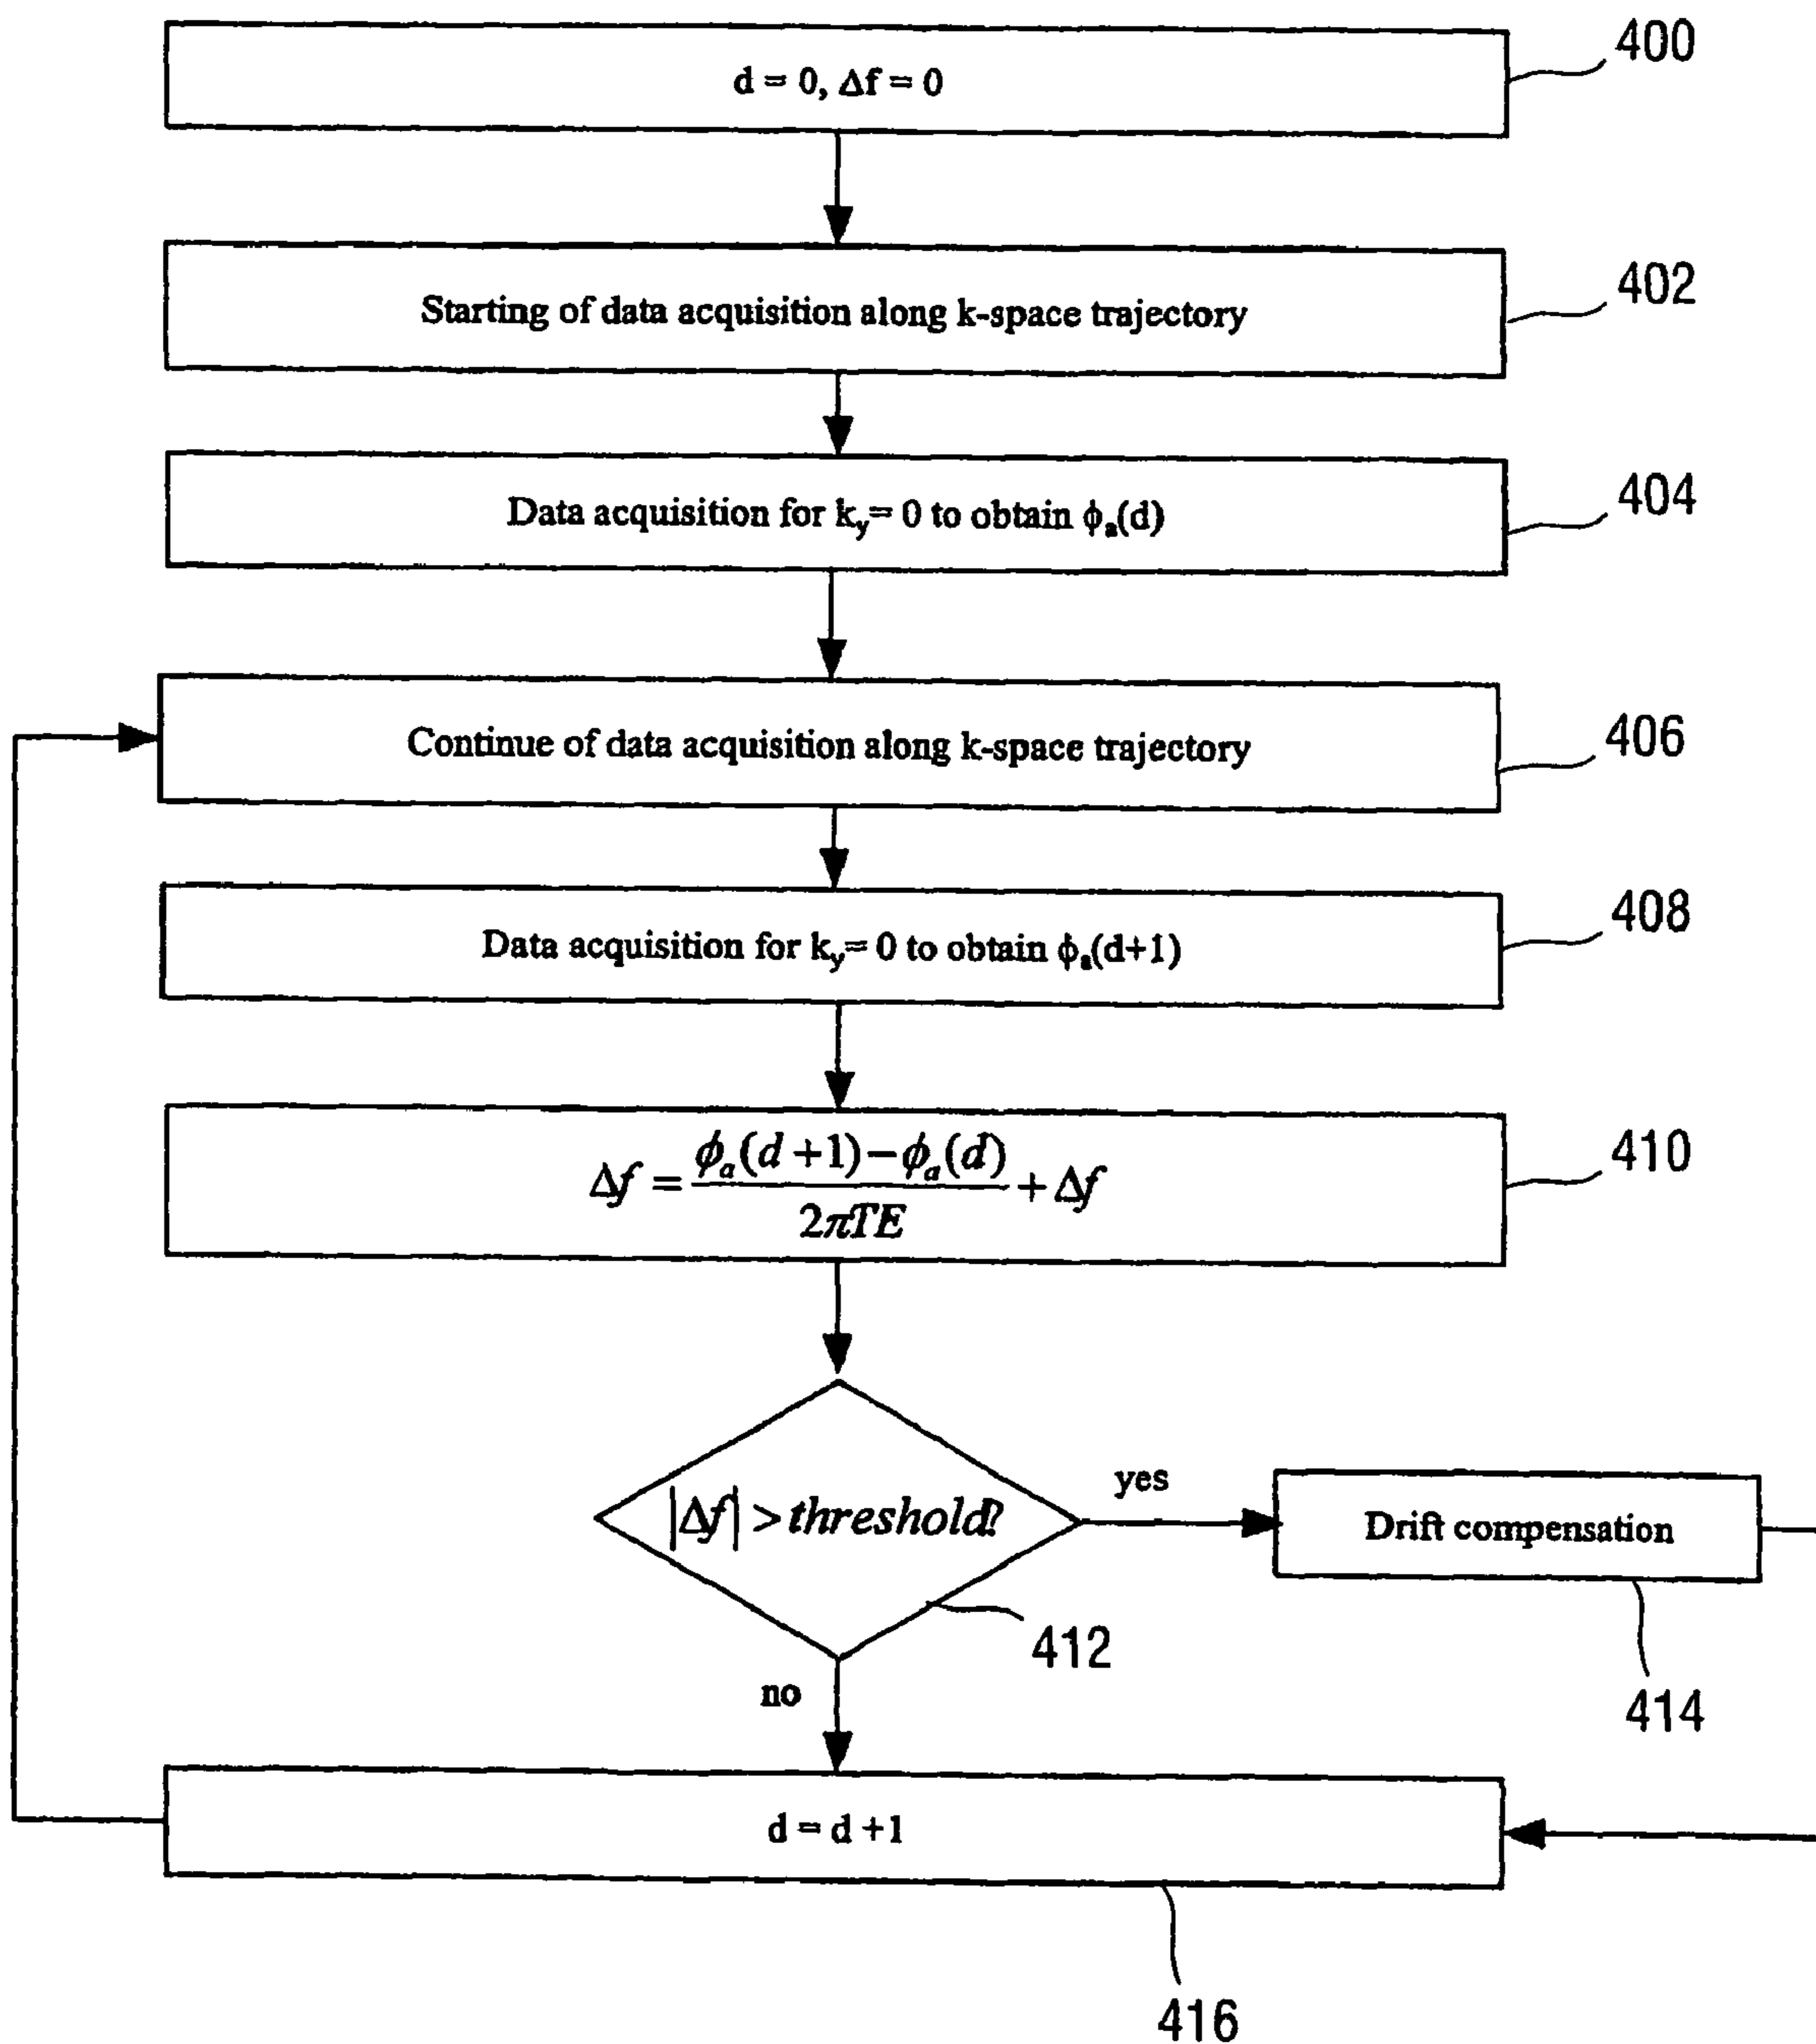 d = 0, Δf = 0
400
Starting of data acquisition along k-space trajectory
402
Data acquisition for kᵧ= 0 to obtain ϕₐ(d)
404
Continue of data acquisition along k-space trajectory
406
Data acquisition for kᵧ= 0 to obtain ϕₐ(d+1)
408
Δf = (ϕₐ(d+1)−ϕₐ(d))/(2πTE) + Δf
410
|Δf| > threshold?
yes
Drift compensation
412
414
no
d = d +1
416